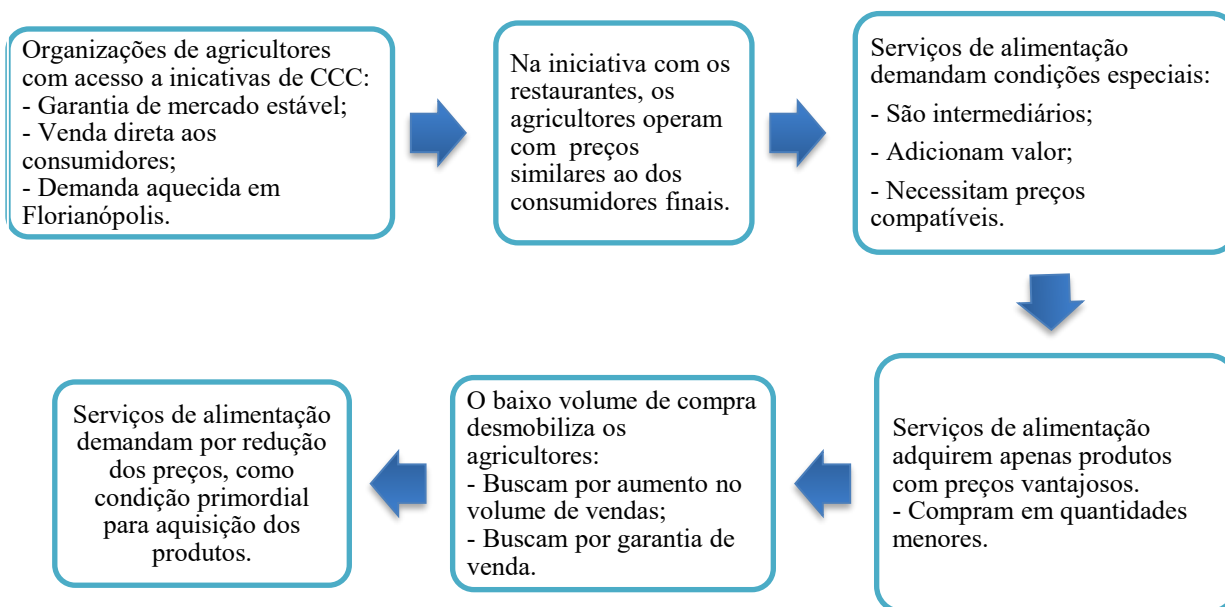 Organizações de agricultores
com acesso a inicativas de CCC:
- Garantia de mercado estável;
- Venda direta aos
consumidores;
- Demanda aquecida em
Florianópolis.
Na iniciativa com os
restaurantes, os
agricultores operam
com preços
similares ao dos
consumidores finais.
Serviços de alimentação
demandam condições especiais:
- São intermediários;
- Adicionam valor;
- Necessitam preços
compatíveis.
Serviços de alimentação
adquirem apenas produtos
com preços vantajosos.
- Compram em quantidades
menores.
O baixo volume de compra
desmobiliza os
agricultores:
- Buscam por aumento no
volume de vendas;
- Buscam por garantia de
venda.
Serviços de alimentação
demandam por redução
dos preços, como
condição primordial
para aquisição dos
produtos.